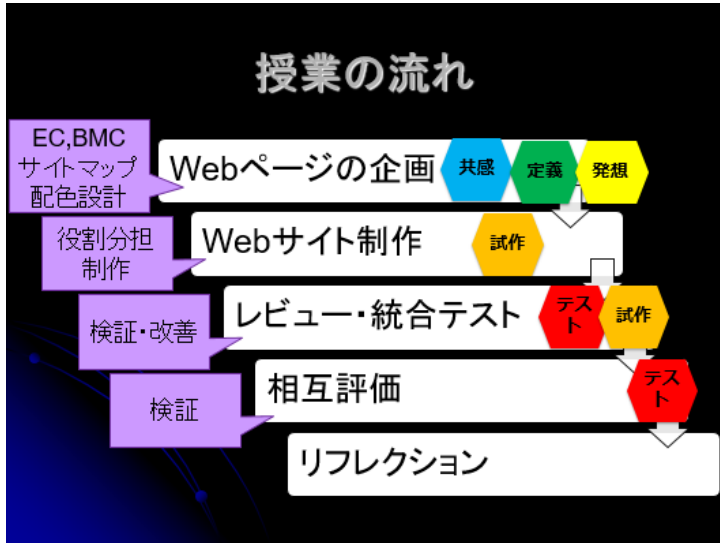 授業の流れ
EC,BMC
サイトマップ
配色設計
Webページの企画
共感
定義
発想
役割分担
制作
Webサイト制作
試作
検証・改善
レビュー・統合テスト
テス
ト
試作
検証
相互評価
テス
ト
リフレクション